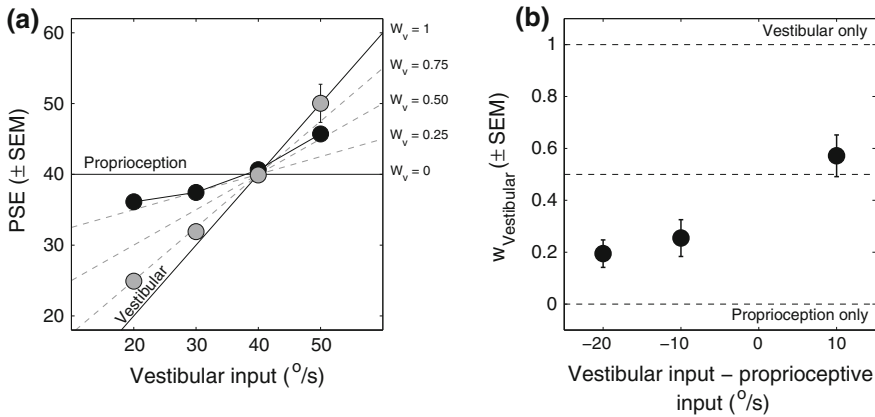 (a)
60
50
40
30
20
PSE (± SEM)
Proprioception
Vestibular
W_v = 1
W_v = 0.75
W_v = 0.50
W_v = 0.25
W_v = 0
20 30 40 50
Vestibular input (°/s)
(b)
1
0.8
0.6
0.4
0.2
0
w_Vestibular (± SEM)
Vestibular only
Proprioception only
−20 −10 0 10
Vestibular input − proprioceptive
input (°/s)